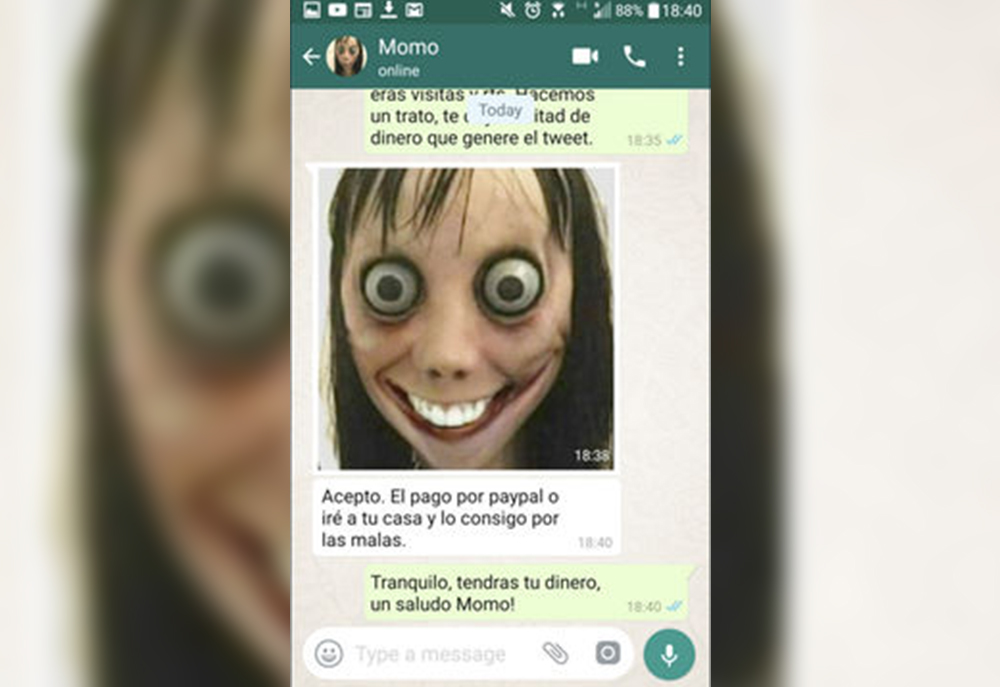 88% 18:40
Momo
online
eras visitas y rts. Hacemos
Today
un trato, te itad de
dinero que genere el tweet. 18:35
18:38
Acepto. El pago por paypal o
iré a tu casa y lo consigo por
las malas. 18:40
Tranquilo, tendras tu dinero,
un saludo Momo! 18:40
Type a message